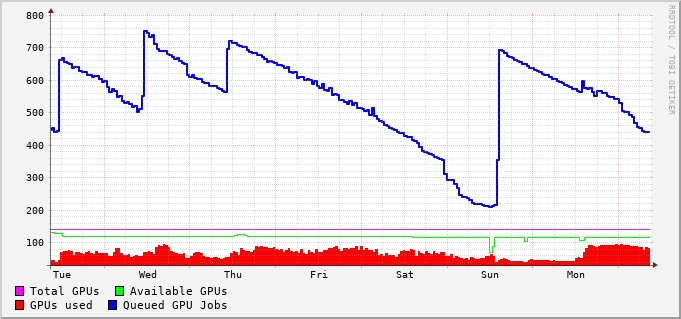 800
700
600
500
400
300
200
100
Tue Wed Thu Fri Sat Sun Mon
Total GPUs Available GPUs
GPUs used Queued GPU Jobs
RRDTOOL / TOBI OETIKER